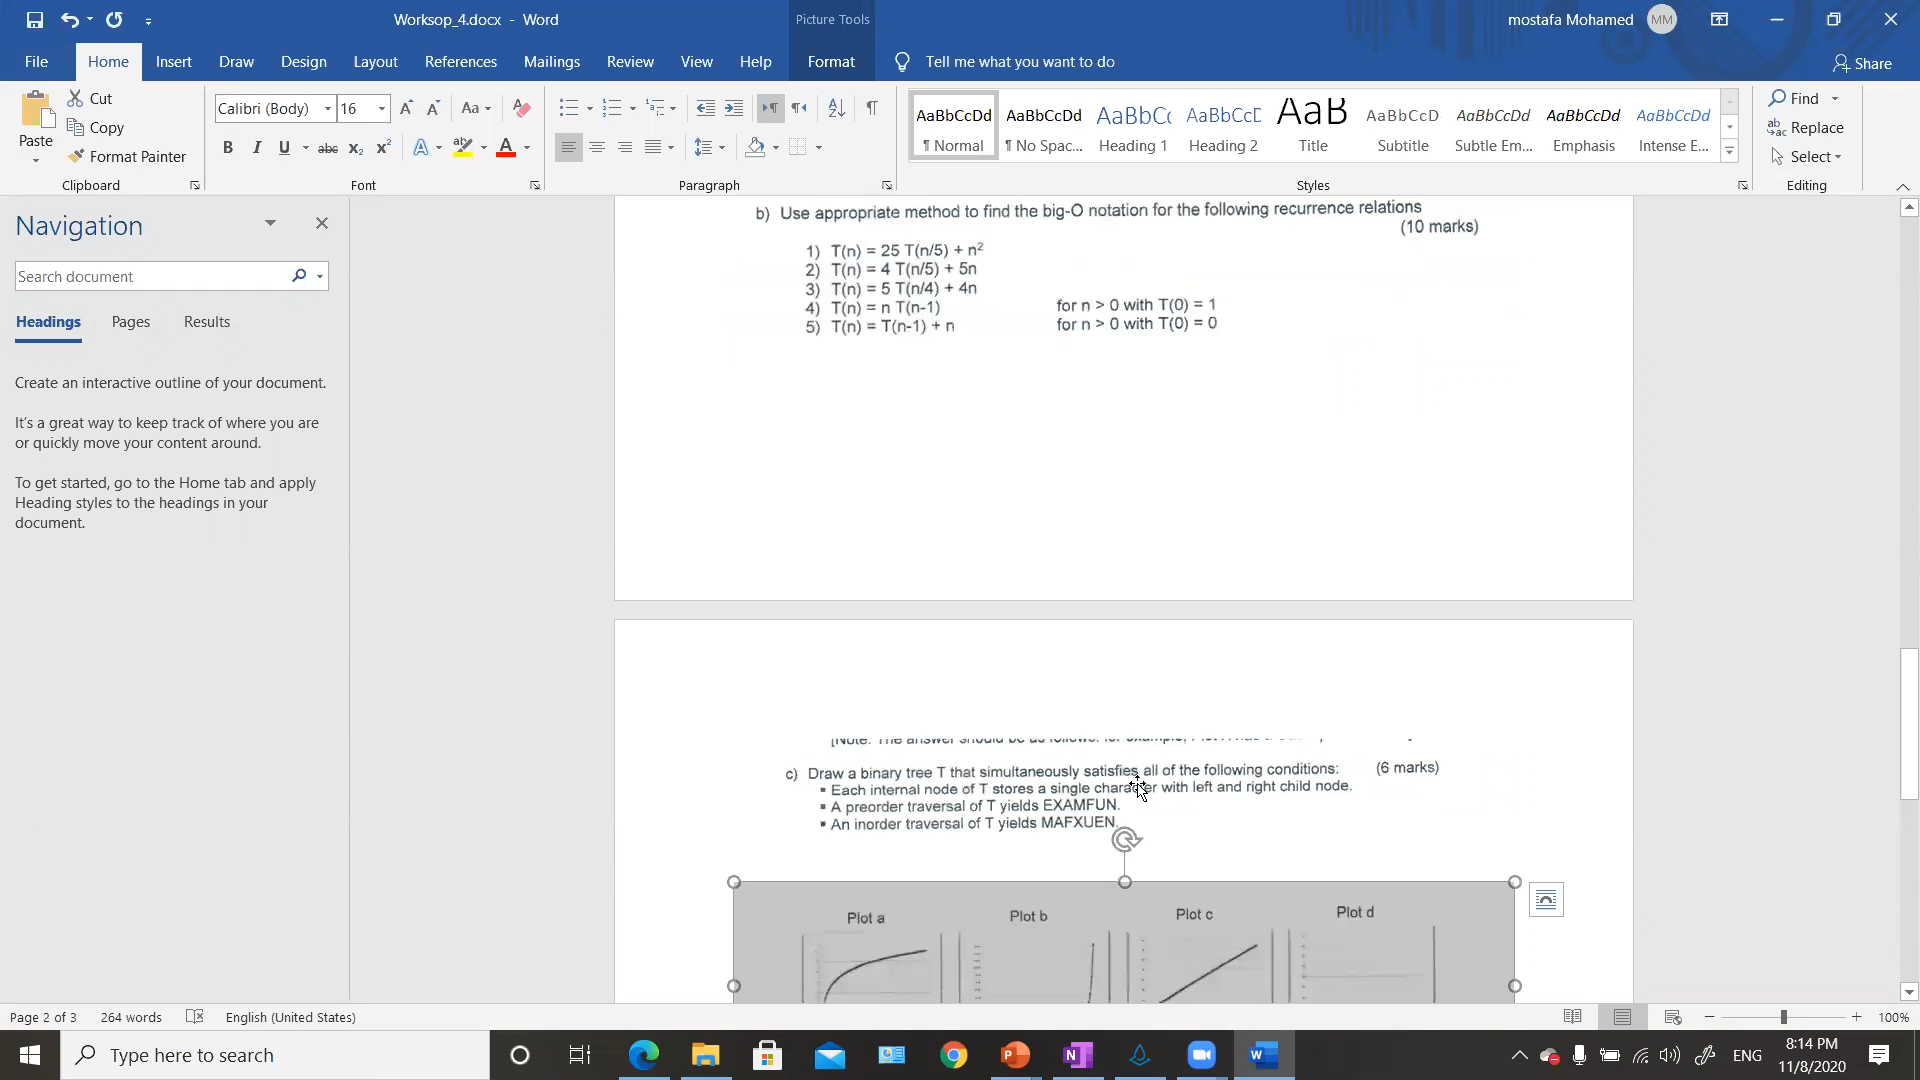 Worksop_4.docx - Word
Picture Tools
mostafa Mohamed
MM
File
Home
Insert
Draw
Design
Layout
References
Mailings
Review
View
Help
Format
Tell me what you want to do
Share
Paste
Cut
Copy
Format Painter
Clipboard
Calibri (Body)
16
Font
Paragraph
AaBbCcDd
¶ Normal
AaBbCcDd
¶ No Spac...
AaBbC
Heading 1
AaBbCcD
Heading 2
AaB
Title
AaBbCcD
Subtitle
AaBbCcDd
Subtle Em...
AaBbCcDd
Emphasis
AaBbCcDd
Intense E...
Styles
Find
Replace
Select
Editing
Navigation
Search document
Headings
Pages
Results
Create an interactive outline of your document.
It's a great way to keep track of where you are
or quickly move your content around.
To get started, go to the Home tab and apply
Heading styles to the headings in your
document.
b) Use appropriate method to find the big-O notation for the following recurrence relations
(10 marks)
1) T(n) = 25 T(n/5) + n²
2) T(n) = 4 T(n/5) + 5n
3) T(n) = 5 T(n/4) + 4n
4) T(n) = n T(n-1) for n > 0 with T(0) = 1
5) T(n) = T(n-1) + n for n > 0 with T(0) = 0
[Note: The answer should be as follows: for example, Plot
c) Draw a binary tree T that simultaneously satisfies all of the following conditions: (6 marks)
▪ Each internal node of T stores a single character with left and right child node.
▪ A preorder traversal of T yields EXAMFUN.
▪ An inorder traversal of T yields MAFXUEN.
Plot a
Plot b
Plot c
Plot d
Page 2 of 3
264 words
English (United States)
100%
Type here to search
ENG
8:14 PM
11/8/2020